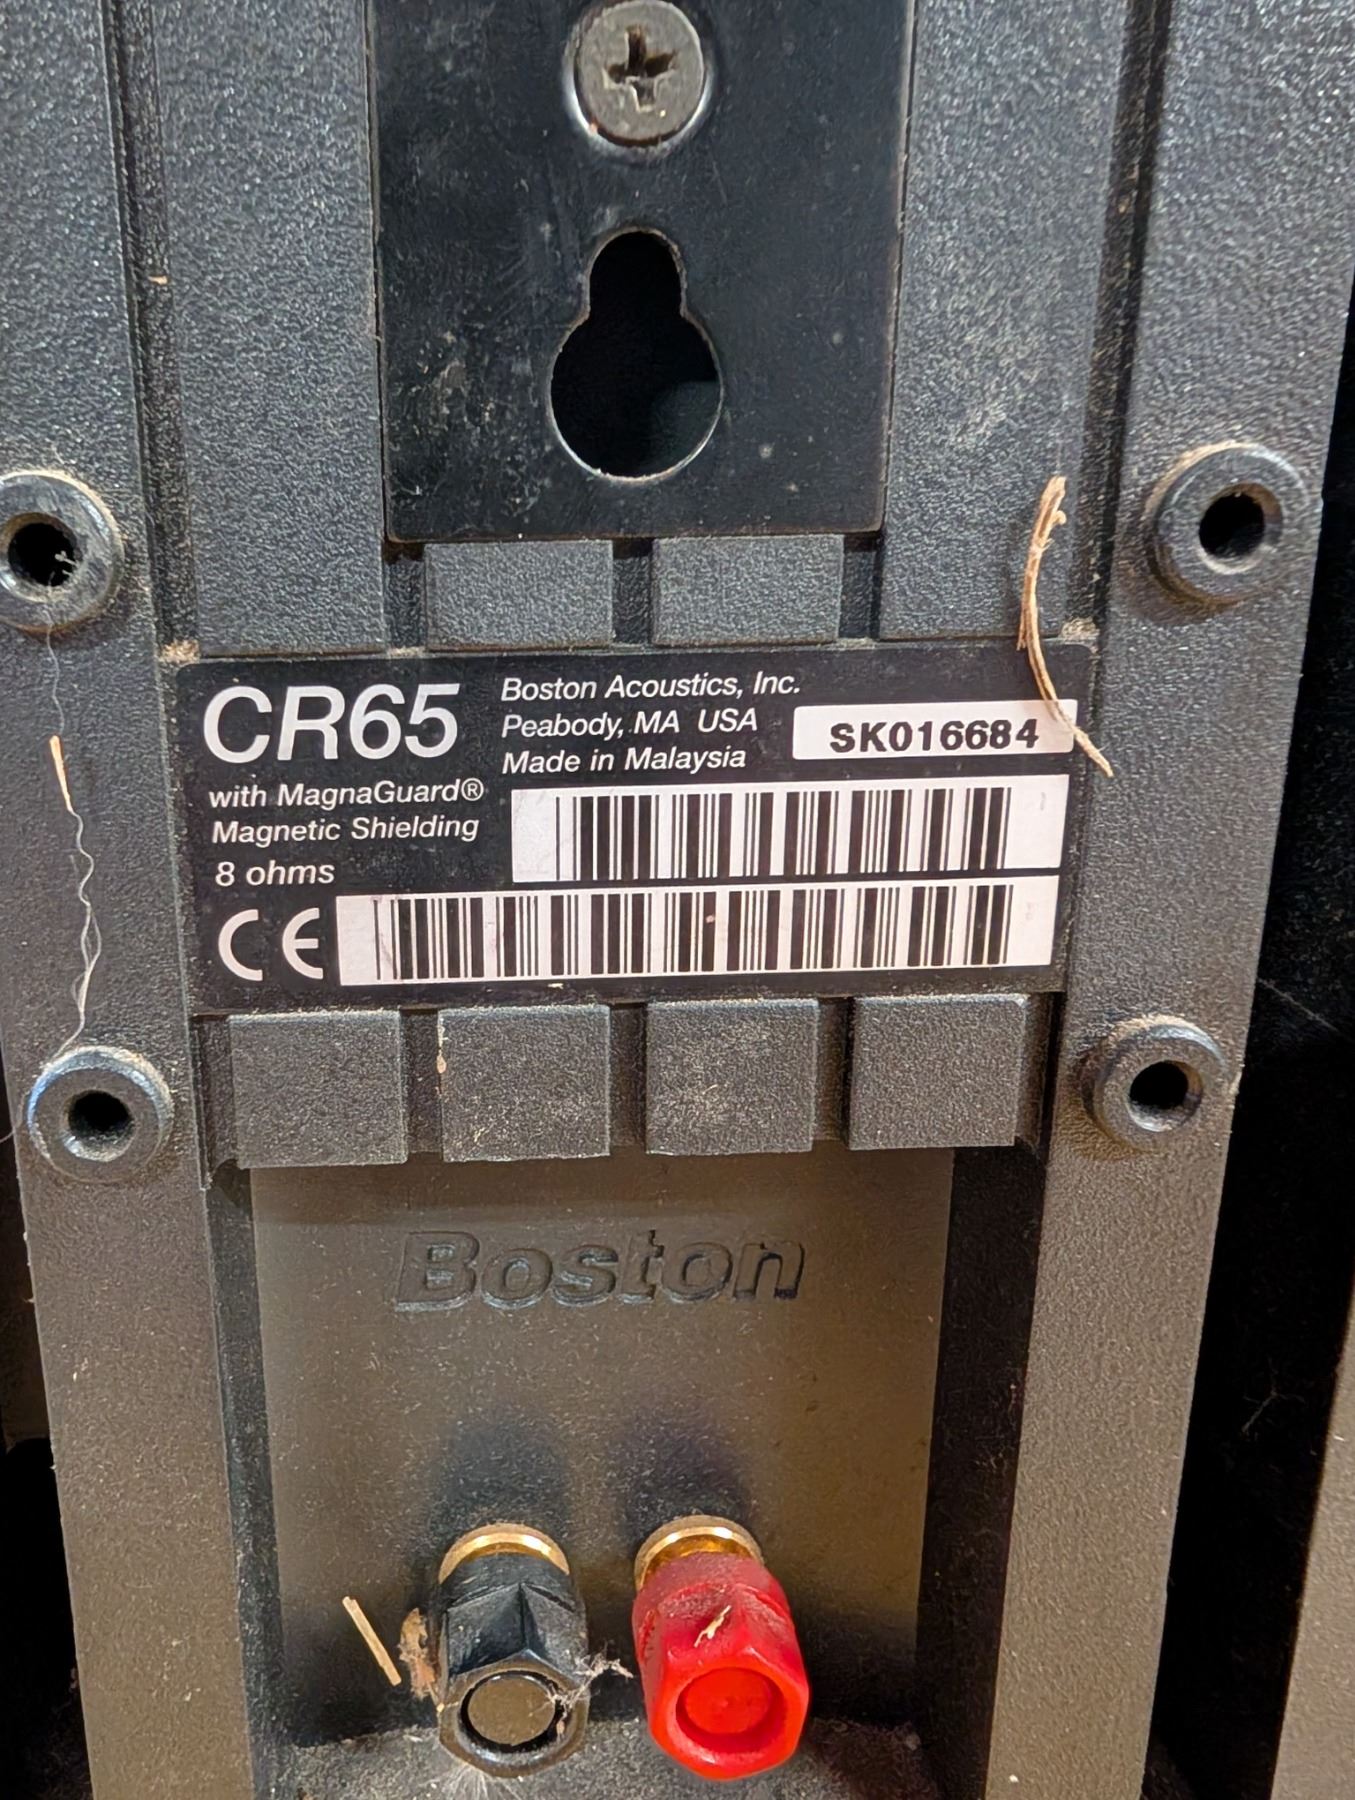 CR65
with MagnaGuard®
Magnetic Shielding
8 ohms
CE
Boston Acoustics, Inc.
Peabody, MA USA
Made in Malaysia
SK016684
Boston